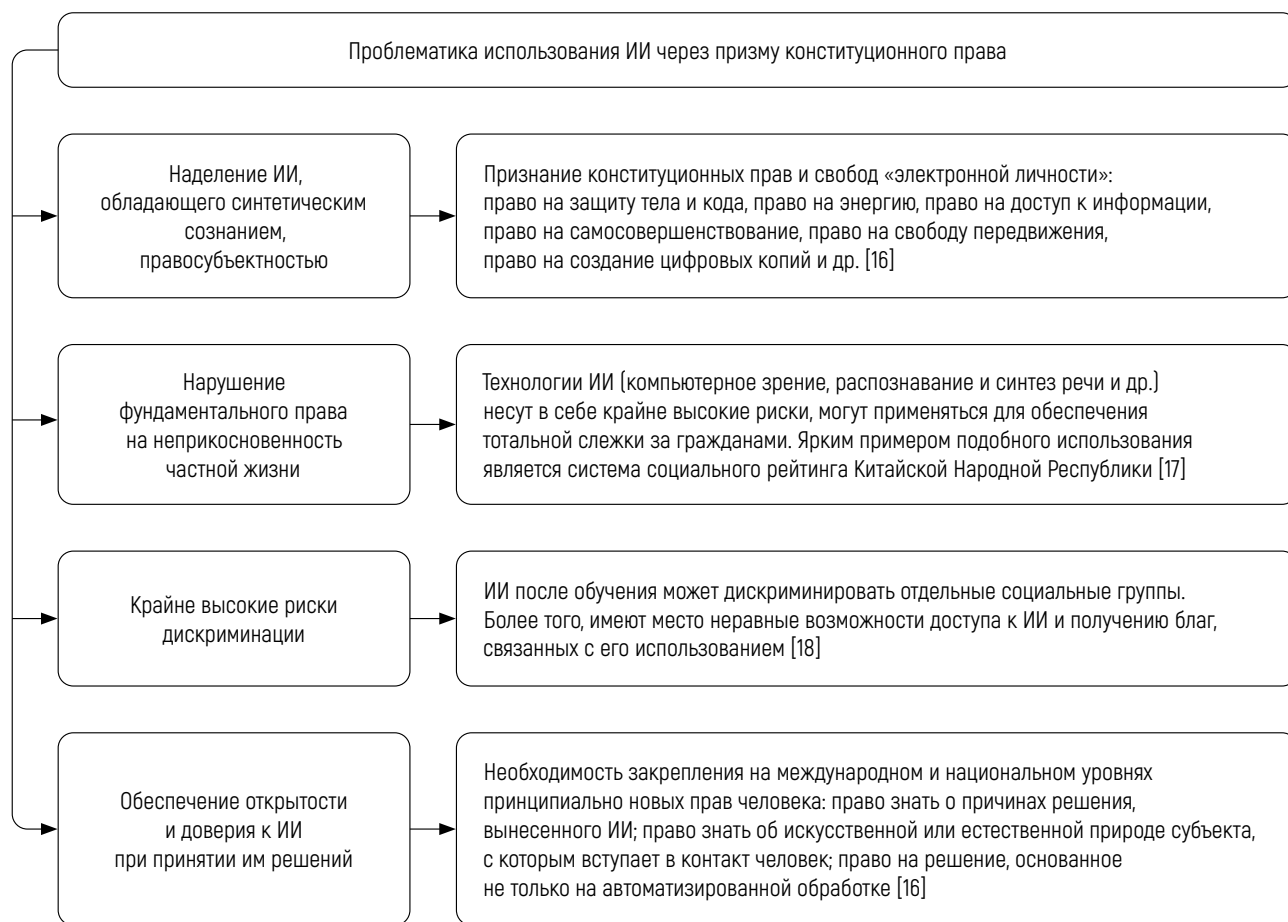 Проблематика использования ИИ через призму конституционного права
Наделение ИИ,
обладающего синтетическим
сознанием,
правосубъектностью
Признание конституционных прав и свобод «электронной личности»:
право на защиту тела и кода, право на энергию, право на доступ к информации,
право на самосовершенствование, право на свободу передвижения,
право на создание цифровых копий и др. [16]
Нарушение
фундаментального права
на неприкосновенность
частной жизни
Технологии ИИ (компьютерное зрение, распознавание и синтез речи и др.)
несут в себе крайне высокие риски, могут применяться для обеспечения
тотальной слежки за гражданами. Ярким примером подобного использования
является система социального рейтинга Китайской Народной Республики [17]
Крайне высокие риски
дискриминации
ИИ после обучения может дискриминировать отдельные социальные группы.
Более того, имеют место неравные возможности доступа к ИИ и получению благ,
связанных с его использованием [18]
Обеспечение открытости
и доверия к ИИ
при принятии им решений
Необходимость закрепления на международном и национальном уровнях
принципиально новых прав человека: право знать о причинах решения,
вынесенного ИИ; право знать об искусственной или естественной природе субъекта,
с которым вступает в контакт человек; право на решение, основанное
не только на автоматизированной обработке [16]